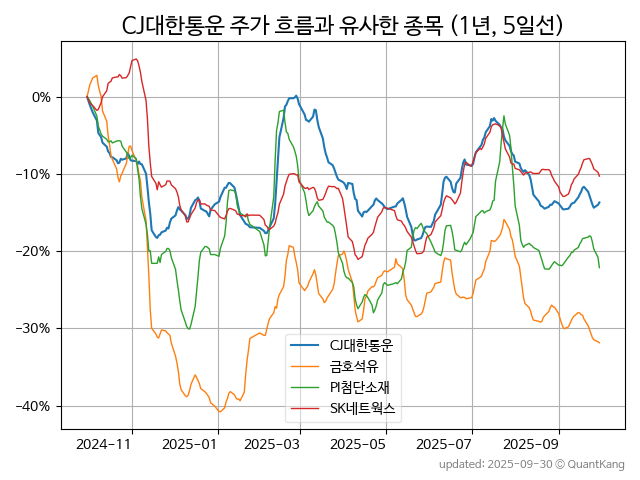 CJ대한통운 주가 흐름과 유사한 종목 (1년, 5일선)
0%
−10%
−20%
−30%
−40%
CJ대한통운
금호석유
PI첨단소재
SK네트웍스
2024-11 2025-01 2025-03 2025-05 2025-07 2025-09
updated: 2025-09-30 © QuantKang